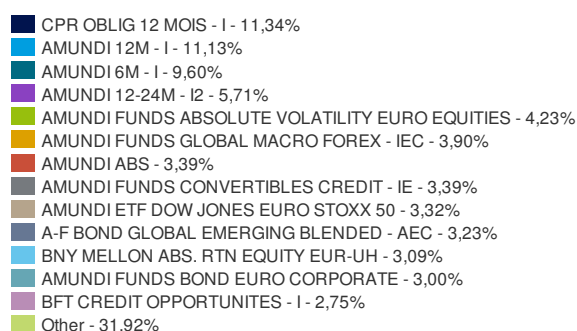 CPR OBLIG 12 MOIS - I - 11,34%
AMUNDI 12M - I - 11,13%
AMUNDI 6M - I - 9,60%
AMUNDI 12-24M - I2 - 5,71%
AMUNDI FUNDS ABSOLUTE VOLATILITY EURO EQUITIES - 4,23%
AMUNDI FUNDS GLOBAL MACRO FOREX - IEC - 3,90%
AMUNDI ABS - 3,39%
AMUNDI FUNDS CONVERTIBLES CREDIT - IE - 3,39%
AMUNDI ETF DOW JONES EURO STOXX 50 - 3,32%
A-F BOND GLOBAL EMERGING BLENDED - AEC - 3,23%
BNY MELLON ABS. RTN EQUITY EUR-UH - 3,09%
AMUNDI FUNDS BOND EURO CORPORATE - 3,00%
BFT CREDIT OPPORTUNITES - I - 2,75%
Other - 31,92%